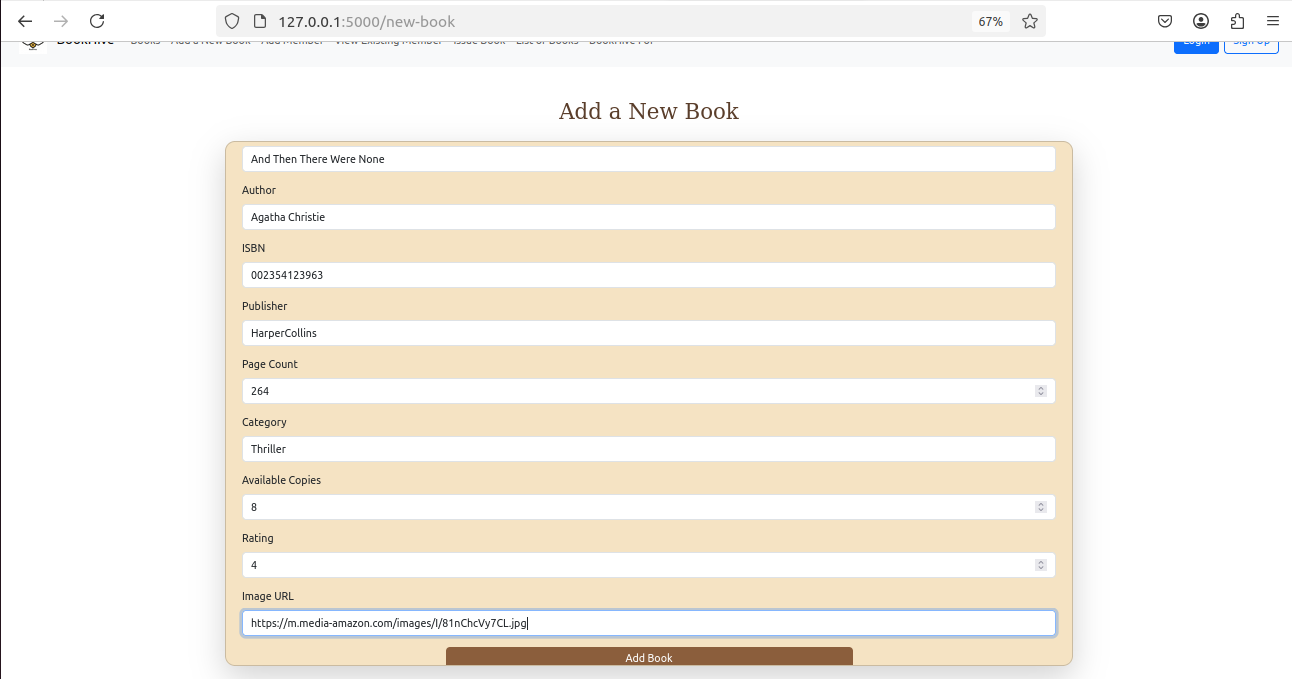 127.0.0.1:5000/new-book
67%
BookHive Books Add a New Book Add Member View Existing Member Issue Book List of Books BookHive For
Login Sign Up
Add a New Book
And Then There Were None
Author
Agatha Christie
ISBN
002354123963
Publisher
HarperCollins
Page Count
264
Category
Thriller
Available Copies
8
Rating
4
Image URL
https://m.media-amazon.com/images/I/81nChcVy7CL.jpg
Add Book